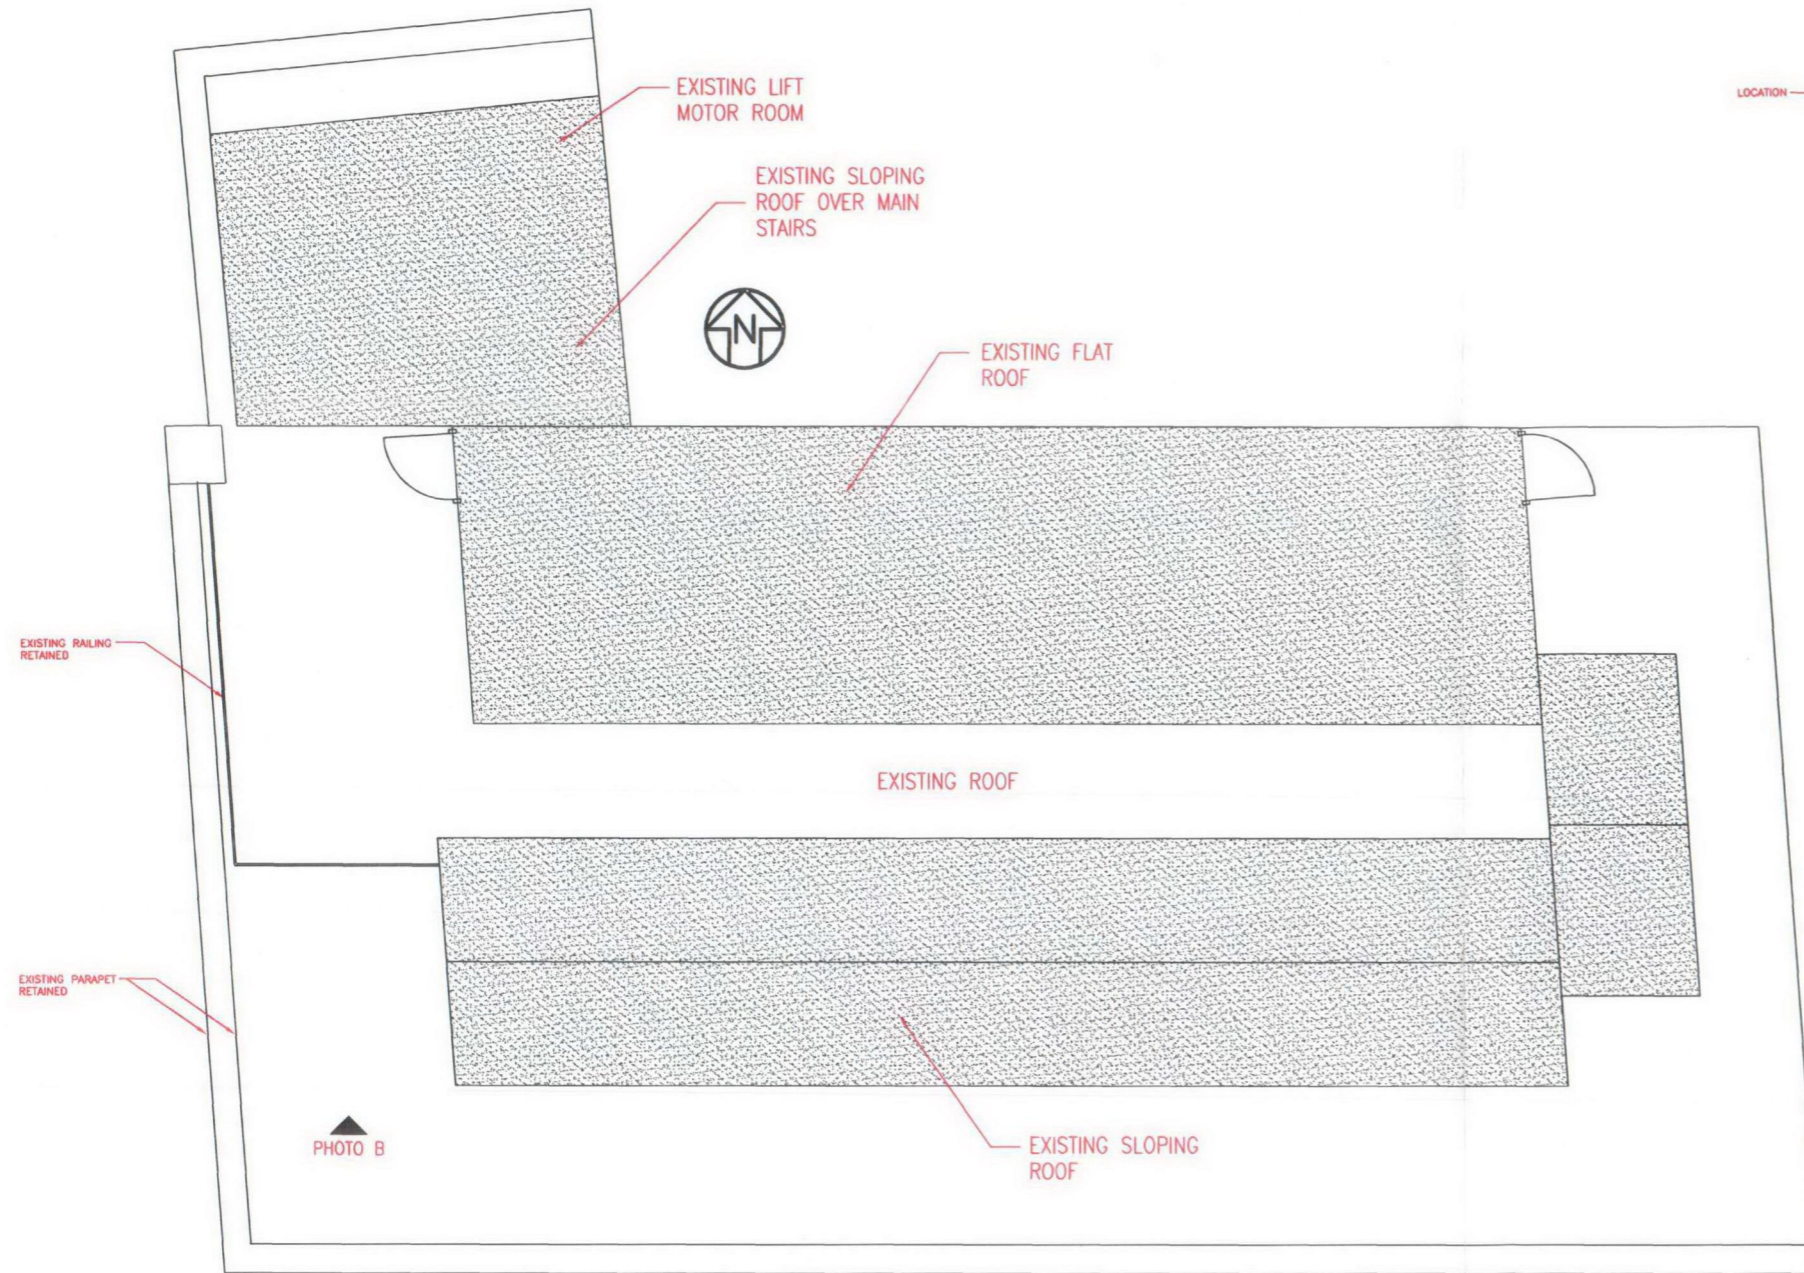 EXISTING LIFT
MOTOR ROOM
LOCATION
EXISTING SLOPING
ROOF OVER MAIN
STAIRS
N
EXISTING FLAT
ROOF
EXISTING RAILING
RETAINED
EXISTING ROOF
EXISTING PARAPET
RETAINED
PHOTO B
EXISTING SLOPING
ROOF